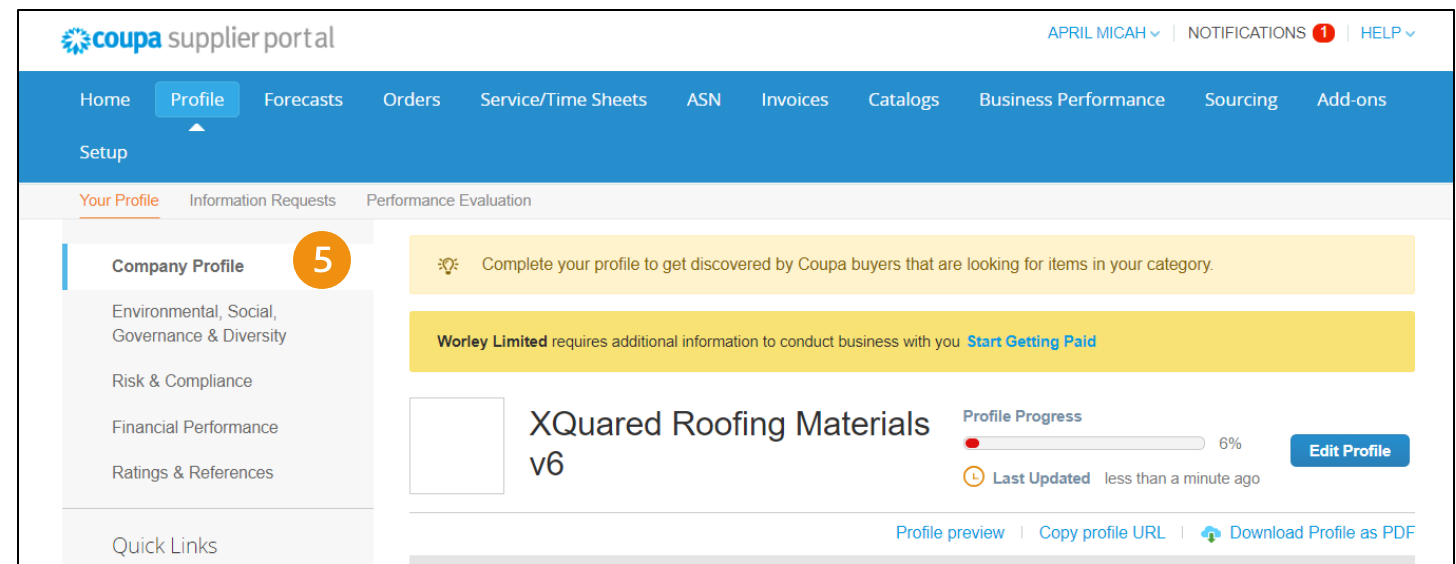 coupa supplier portal
APRIL MICAH NOTIFICATIONS 1 HELP
Home Profile Forecasts Orders Service/Time Sheets ASN Invoices Catalogs Business Performance Sourcing Add-ons
Setup
Your Profile Information Requests Performance Evaluation
Company Profile
5
Environmental, Social,
Governance & Diversity
Risk & Compliance
Financial Performance
Ratings & References
Quick Links
Complete your profile to get discovered by Coupa buyers that are looking for items in your category.
Worley Limited requires additional information to conduct business with you Start Getting Paid
XQuared Roofing Materials
v6
Profile Progress
6%
Last Updated less than a minute ago
Edit Profile
Profile preview Copy profile URL Download Profile as PDF